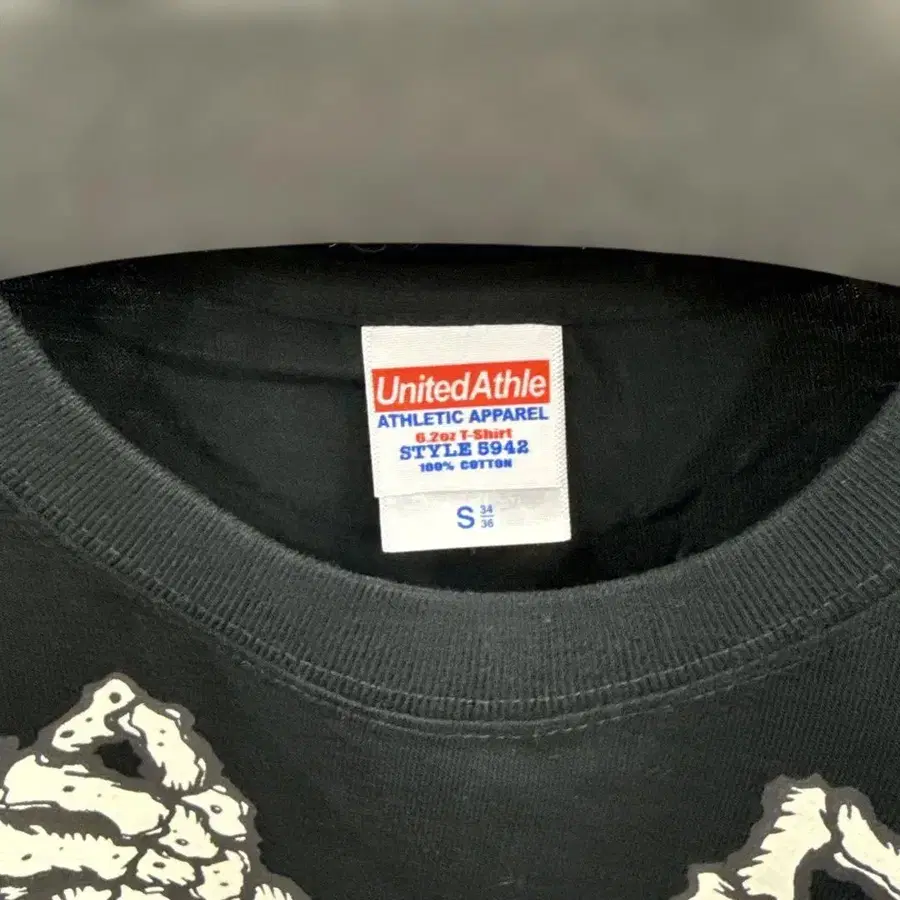 UnitedAthle
ATHLETIC APPAREL
6.2oz T-Shirt
STYLE 5942
100% COTTON
S 34
36